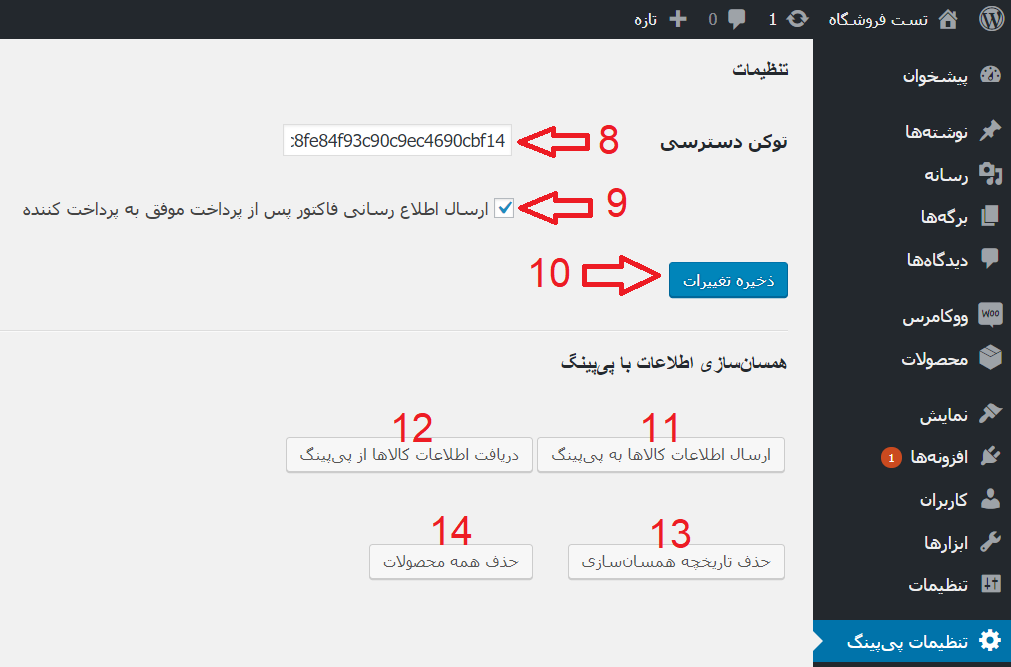 تست فروشگاه 1 0 تازه
پیشخوان
نوشته‌ها
رسانه
برگه‌ها
دیدگاه‌ها
WOO ووکامرس
محصولات
نمایش
افزونه‌ها 1
کاربران
ابزارها
تنظیمات
تنظیمات پی‌پینگ
تنظیمات
توکن دسترسی 8 :8fe84f93c90c9ec4690cbf14
9 ارسال اطلاع رسانی فاکتور پس از پرداخت موفق به پرداخت کننده
ذخیره تغییرات 10
همسان‌سازی اطلاعات با پی‌پینگ
11 12
ارسال اطلاعات کالاها به پی‌پینگ دریافت اطلاعات کالاها از پی‌پینگ
13 14
حذف تاریخچه همسان‌سازی حذف همه محصولات